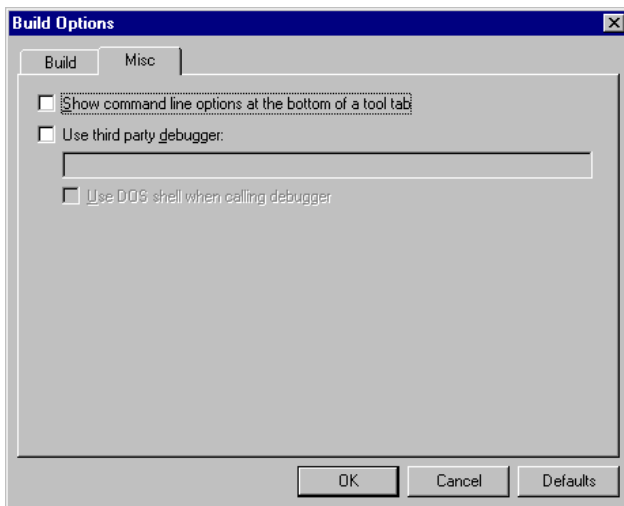 Build Options
Build Misc
Show command line options at the bottom of a tool tab
Use third party debugger:
Use DOS shell when calling debugger
OK Cancel Defaults